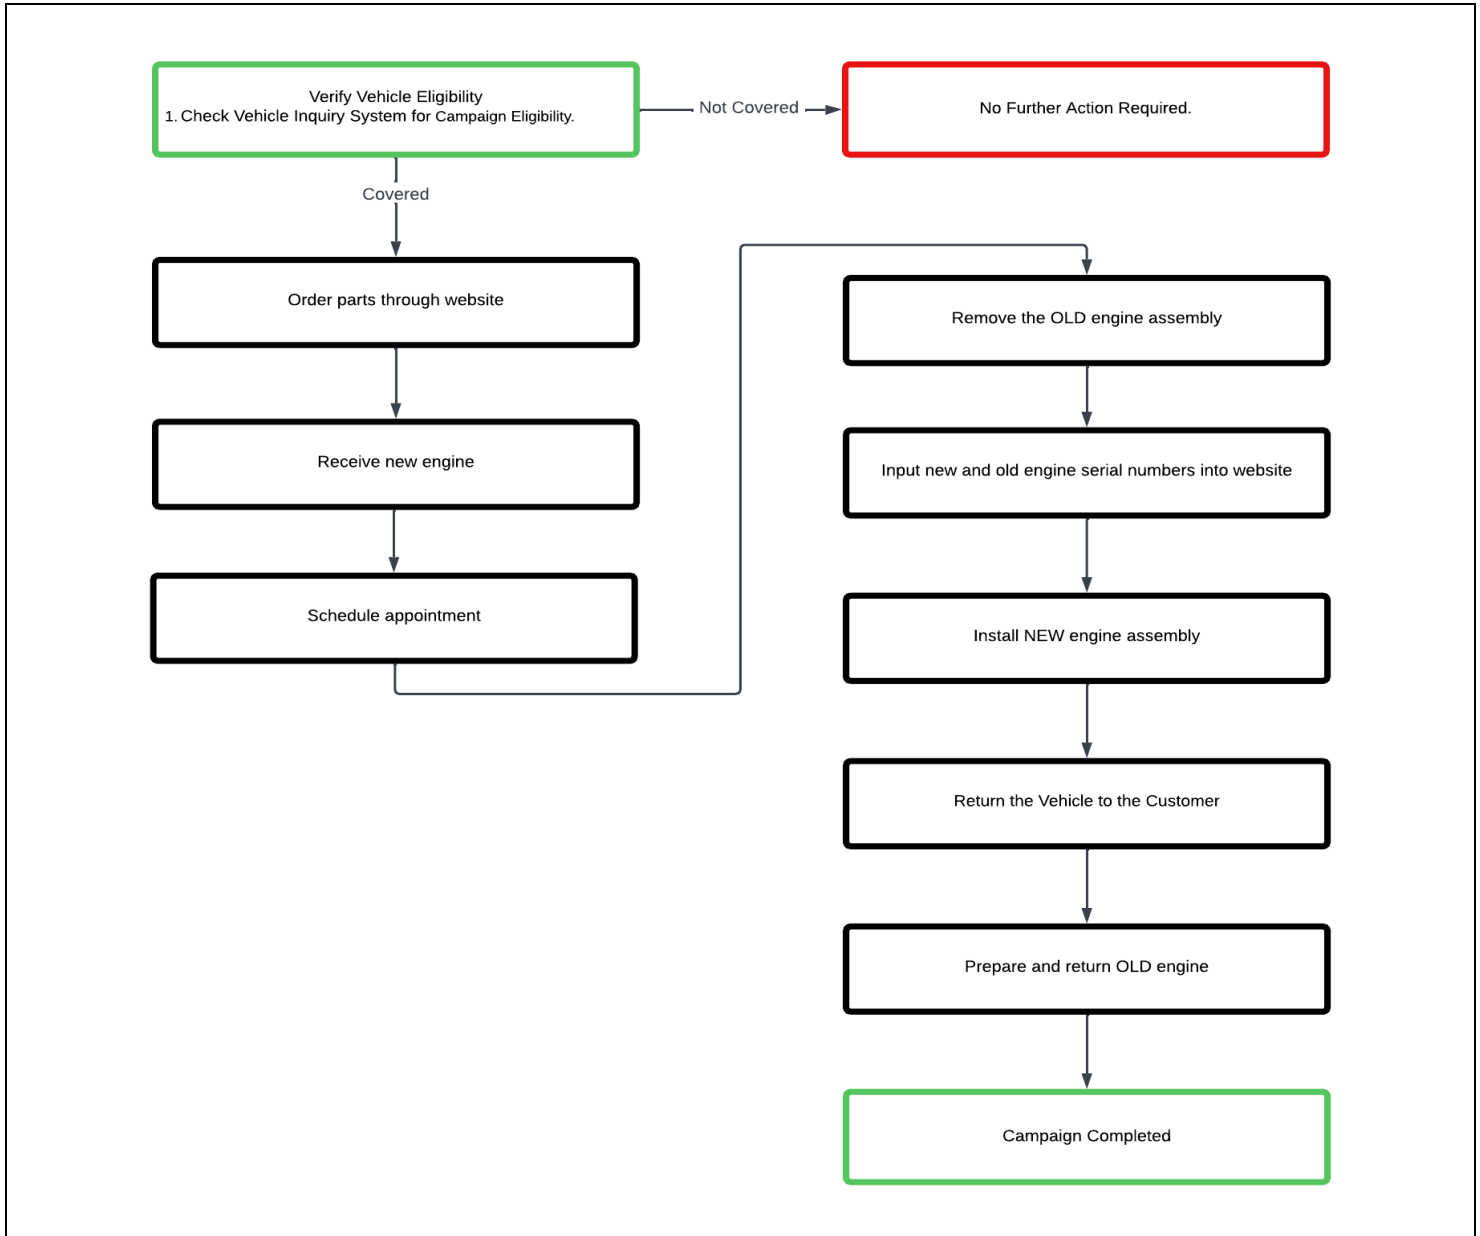 Verify Vehicle Eligibility
1. Check Vehicle Inquiry System for Campaign Eligibility.
Not Covered
No Further Action Required.
Covered
Order parts through website
Receive new engine
Schedule appointment
Remove the OLD engine assembly
Input new and old engine serial numbers into website
Install NEW engine assembly
Return the Vehicle to the Customer
Prepare and return OLD engine
Campaign Completed